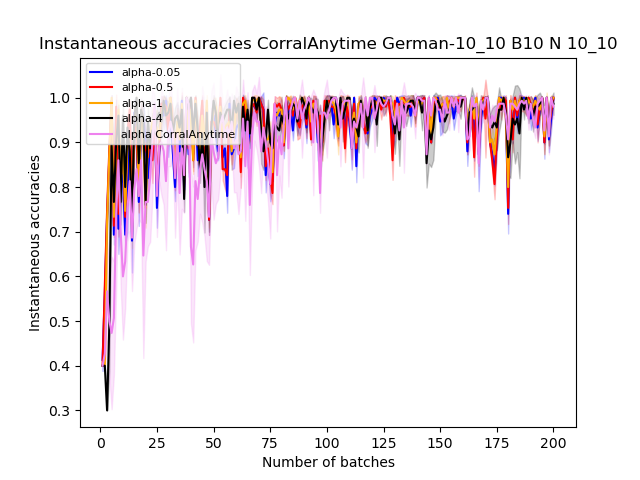 Instantaneous accuracies CorralAnytime German-10_10 B10 N 10_10
alpha-0.05
alpha-0.5
alpha-1
alpha-4
alpha CorralAnytime
1.0
0.9
0.8
0.7
0.6
0.5
0.4
0.3
Instantaneous accuracies
0 25 50 75 100 125 150 175 200
Number of batches